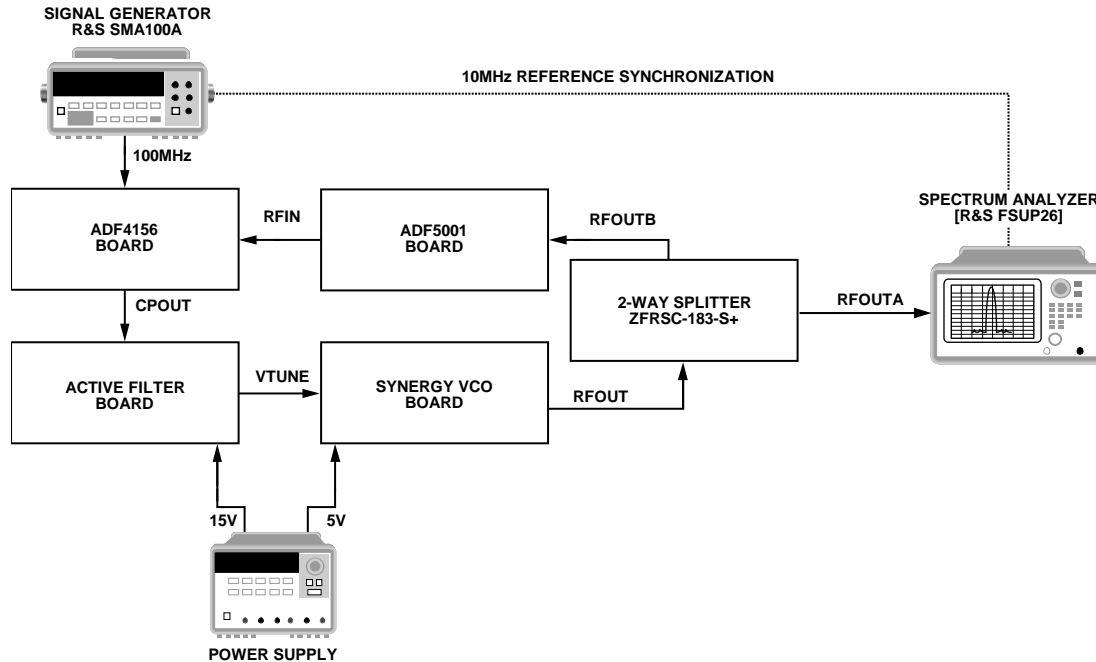 SIGNAL GENERATOR
R&S SMA100A
10MHz REFERENCE SYNCHRONIZATION
100MHz
SPECTRUM ANALYZER
[R&S FSUP26]
ADF4156
BOARD
RFIN
ADF5001
BOARD
RFOUTB
2-WAY SPLITTER
ZFRSC-183-S+
RFOUTA
CPOUT
ACTIVE FILTER
BOARD
VTUNE
SYNERGY VCO
BOARD
RFOUT
15V
5V
POWER SUPPLY